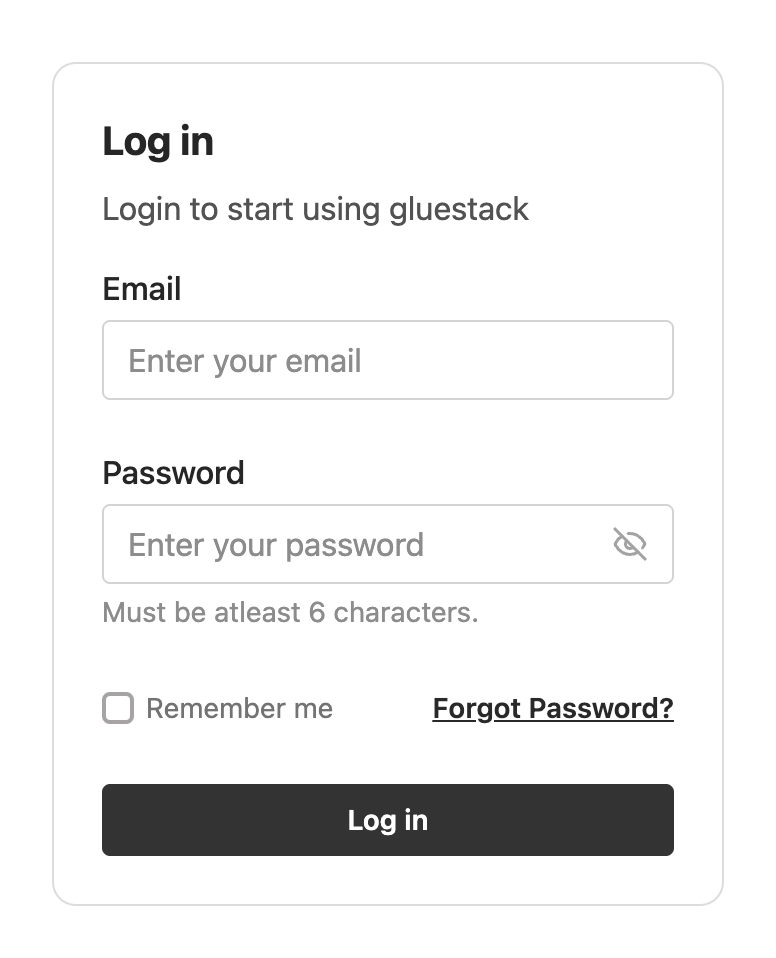 Log in
Login to start using gluestack
Email
Enter your email
Password
Enter your password
Must be atleast 6 characters.
Remember me
Forgot Password?
Log in